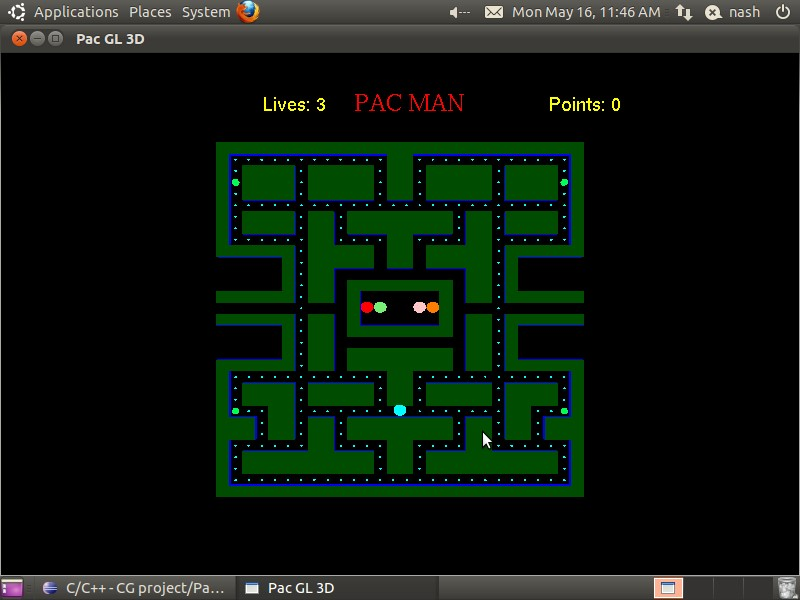 Applications Places System Mon May 16, 11:46 AM nash
Pac GL 3D
Lives: 3 PAC MAN Points: 0
C/C++ - CG project/Pa... Pac GL 3D